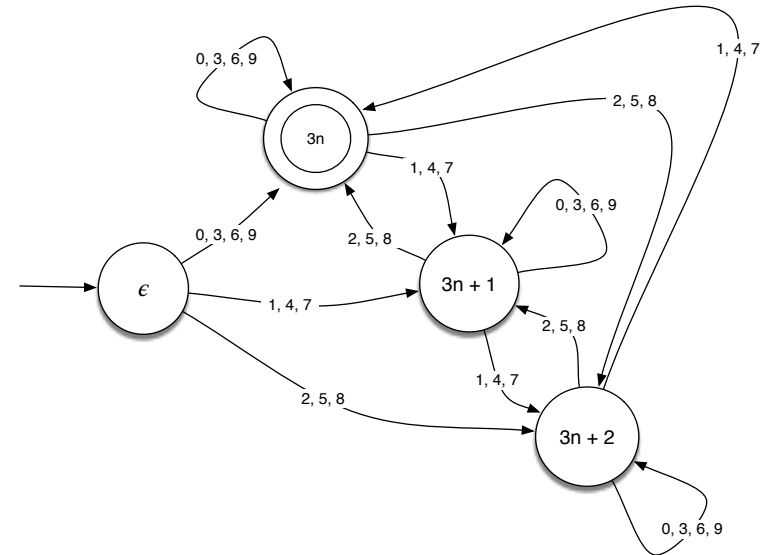 1, 4, 7
0, 3, 6, 9
2, 5, 8
3n
1, 4, 7
0, 3, 6, 9
0, 3, 6, 9
2, 5, 8
ϵ
3n + 1
1, 4, 7
2, 5, 8
1, 4, 7
2, 5, 8
3n + 2
0, 3, 6, 9